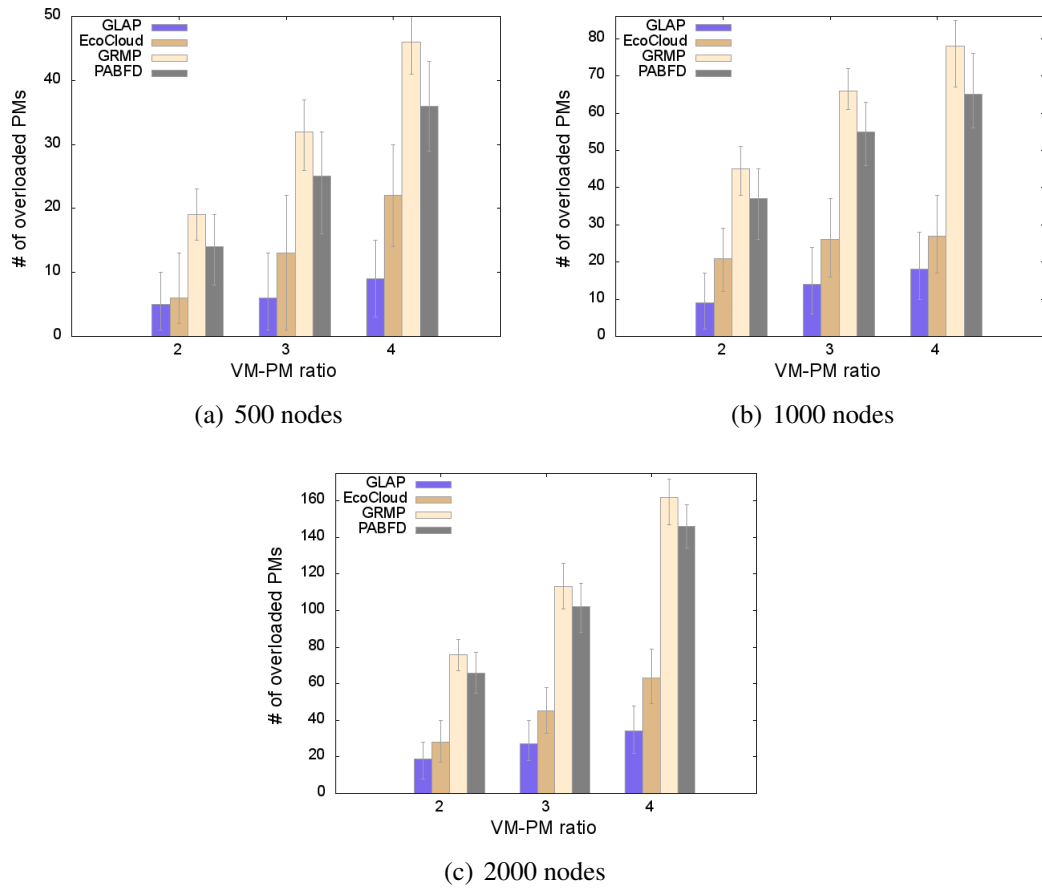 GLAP
EcoCloud
GRMP
PABFD
# of overloaded PMs
50
40
30
20
10
0
2 3 4
VM-PM ratio
(a) 500 nodes
GLAP
EcoCloud
GRMP
PABFD
# of overloaded PMs
80
70
60
50
40
30
20
10
0
2 3 4
VM-PM ratio
(b) 1000 nodes
GLAP
EcoCloud
GRMP
PABFD
# of overloaded PMs
160
140
120
100
80
60
40
20
0
2 3 4
VM-PM ratio
(c) 2000 nodes